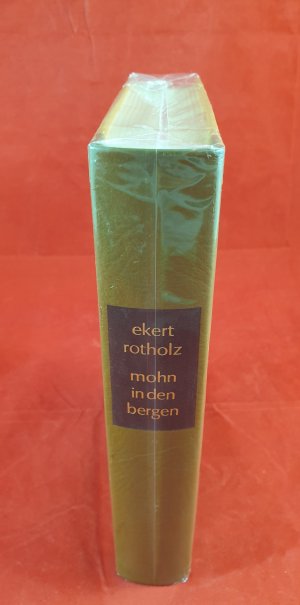 ekert
rotholz
mohn
in den
bergen